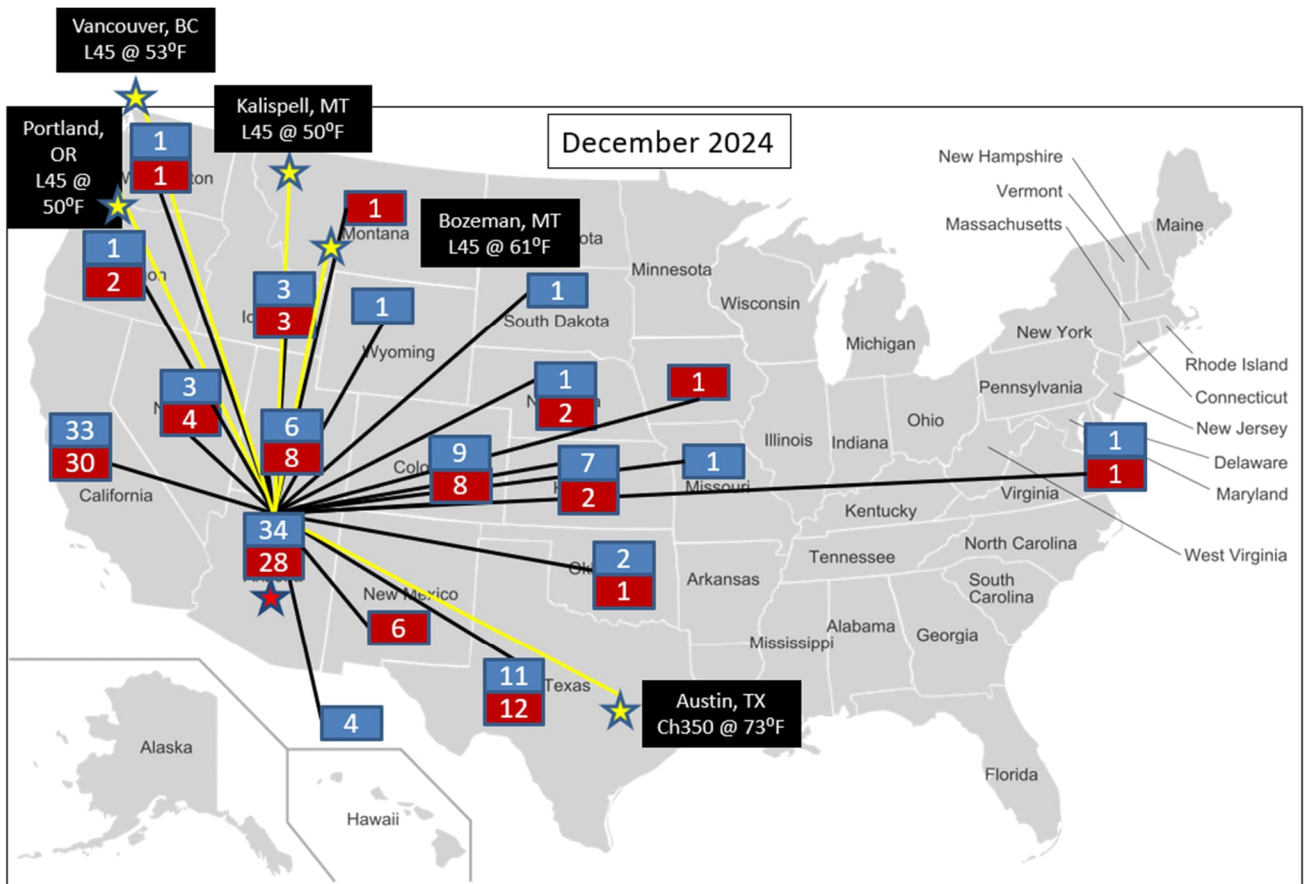 Vancouver, BC
L45 @ 53⁰F
Kalispell, MT
L45 @ 50⁰F
Portland,
OR
L45 @
50⁰F
December 2024
Bozeman, MT
L45 @ 61⁰F
1
1
1
2
1
Montana
3
3
1
Wyoming
1
South Dakota
Minnesota
Wisconsin
Michigan
New Hampshire
Vermont
Massachusetts
Maine
New York
Rhode Island
Connecticut
New Jersey
Delaware
Maryland
West Virginia
Pennsylvania
Illinois
Indiana
Ohio
3
4
33
30
California
6
8
9
8
1
2
1
7
2
1
Missouri
1
1
Virginia
Kentucky
North Carolina
Tennessee
South
Carolina
Arkansas
Mississippi
Alabama
Georgia
34
28
New Mexico
6
2
1
11
12
Texas
4
Austin, TX
Ch350 @ 73⁰F
Florida
Alaska
Hawaii